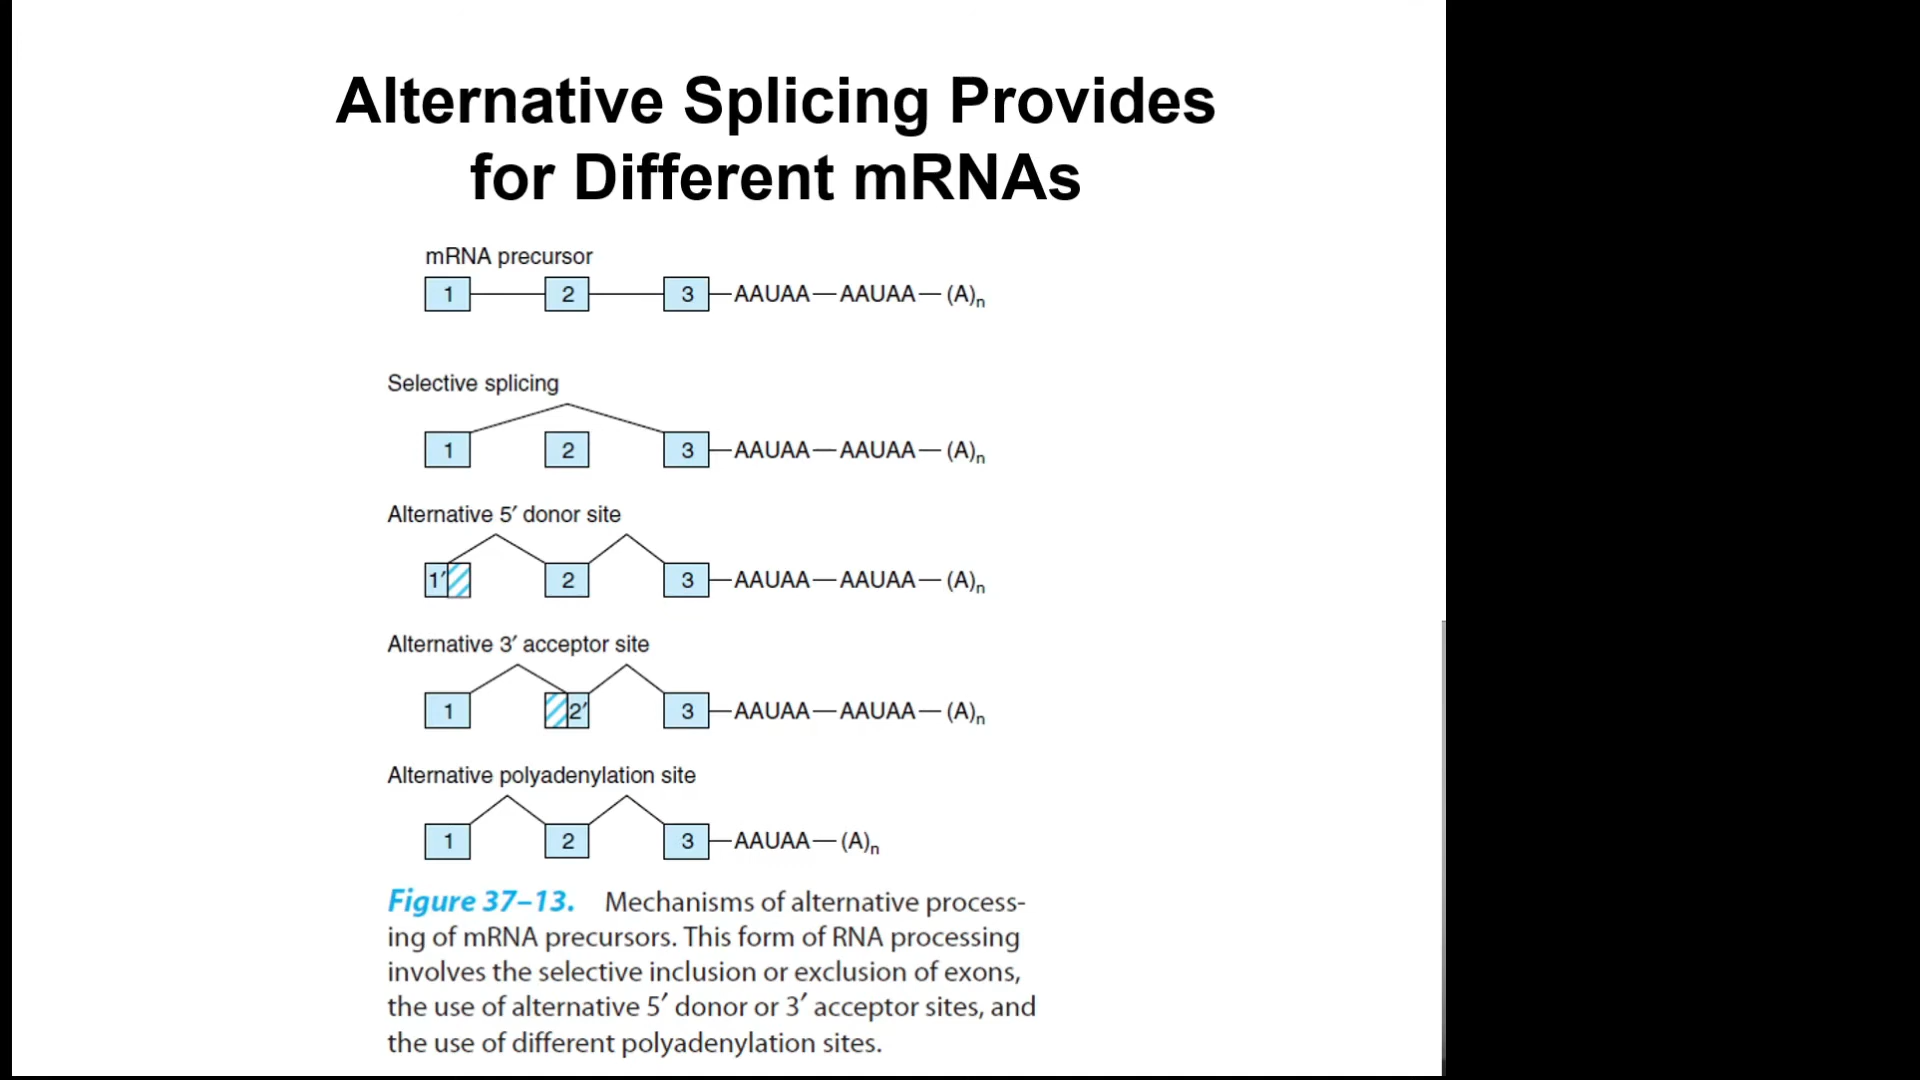 Alternative Splicing Provides
for Different mRNAs
mRNA precursor
1 2 3 AAUAA — AAUAA — (A)n
Selective splicing
1 2 3 AAUAA — AAUAA — (A)n
Alternative 5′ donor site
1′ 2 3 AAUAA — AAUAA — (A)n
Alternative 3′ acceptor site
1 2′ 3 AAUAA — AAUAA — (A)n
Alternative polyadenylation site
1 2 3 AAUAA — (A)n
Figure 37–13. Mechanisms of alternative process-
ing of mRNA precursors. This form of RNA processing
involves the selective inclusion or exclusion of exons,
the use of alternative 5′ donor or 3′ acceptor sites, and
the use of different polyadenylation sites.